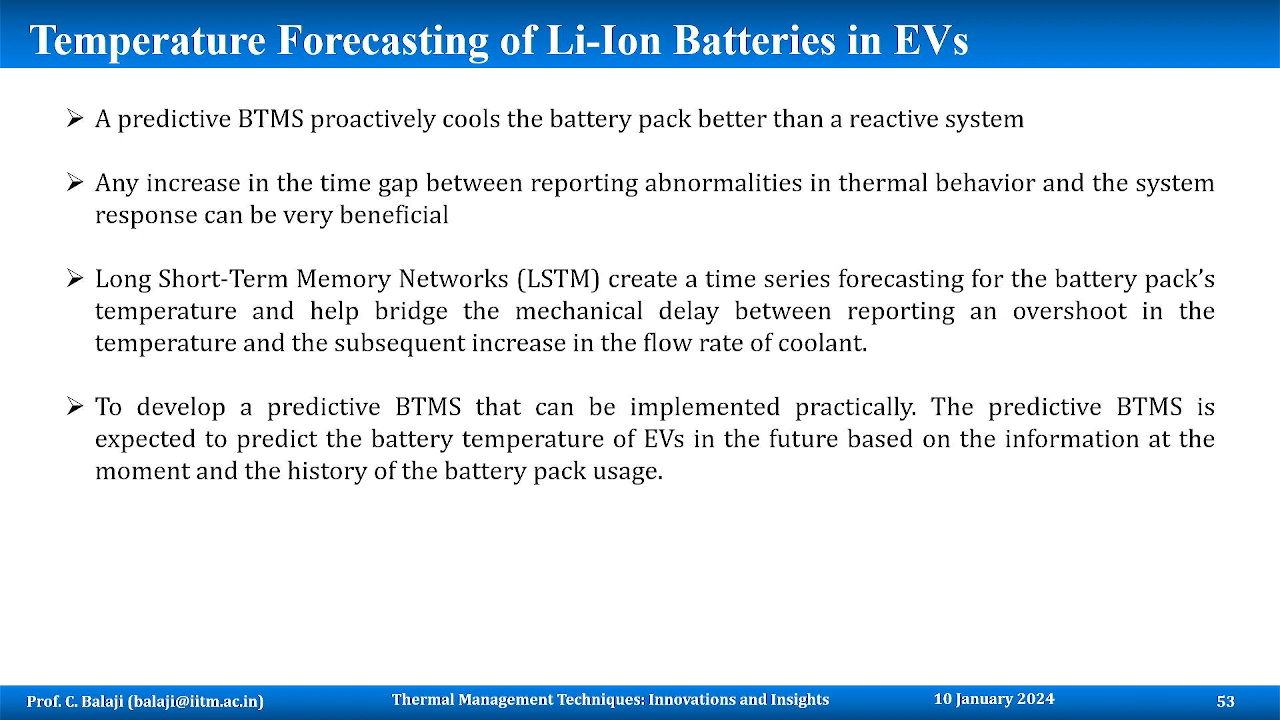 Temperature Forecasting of Li-Ion Batteries in EVs
➢ A predictive BTMS proactively cools the battery pack better than a reactive system
➢ Any increase in the time gap between reporting abnormalities in thermal behavior and the system
response can be very beneficial
➢ Long Short-Term Memory Networks (LSTM) create a time series forecasting for the battery pack’s
temperature and help bridge the mechanical delay between reporting an overshoot in the
temperature and the subsequent increase in the flow rate of coolant.
➢ To develop a predictive BTMS that can be implemented practically. The predictive BTMS is
expected to predict the battery temperature of EVs in the future based on the information at the
moment and the history of the battery pack usage.
Prof. C. Balaji (balaji@iitm.ac.in) Thermal Management Techniques: Innovations and Insights 10 January 2024 53